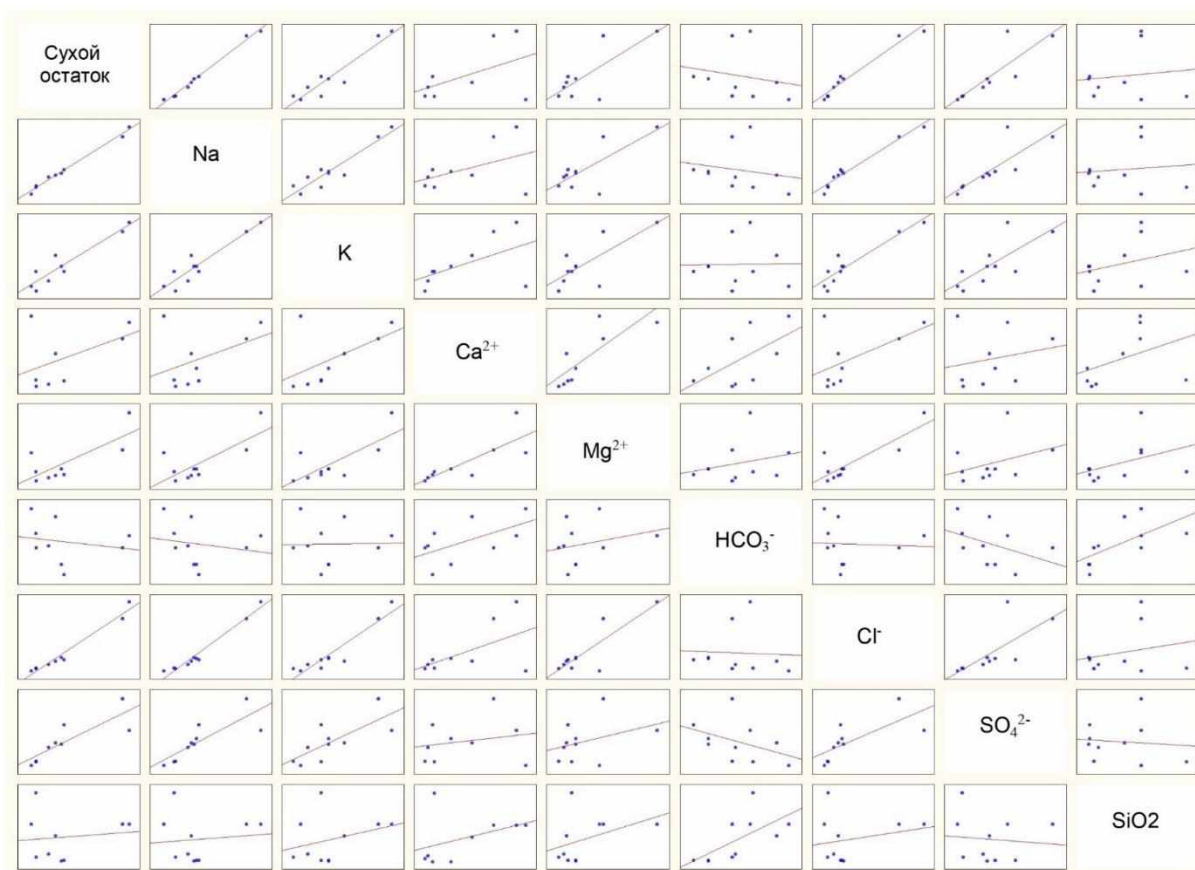 Сухой
остаток
Na
K
Ca²⁺
Mg²⁺
HCO₃⁻
Cl⁻
SO₄²⁻
SiO2